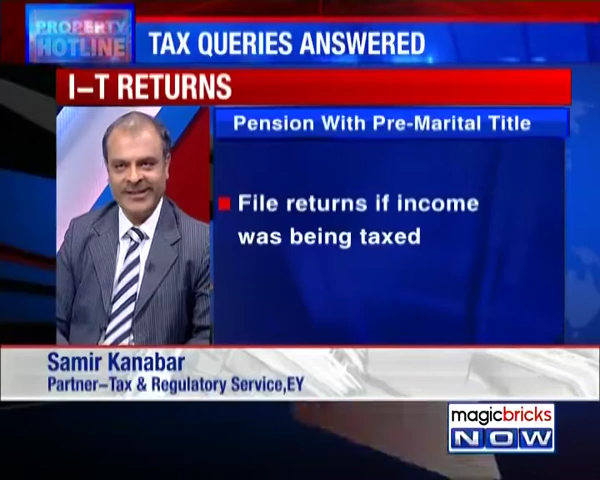 PROPERTY
HOTLINE
TAX QUERIES ANSWERED
I-T RETURNS
Pension With Pre-Marital Title
File returns if income
was being taxed
Samir Kanabar
Partner-Tax & Regulatory Service,EY
magicbricks
NOW